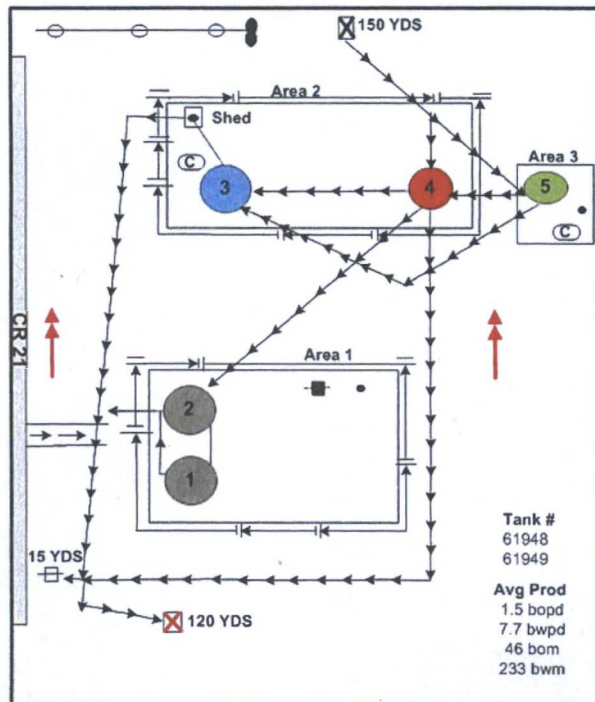 150 YDS
Area 2
Shed
Area 3
C
3
4
5
C
CR 21
Area 1
2
1
Tank #
61948
61949
15 YDS
Avg Prod
1.5 bopd
120 YDS
7.7 bwpd
46 bom
233 bwm